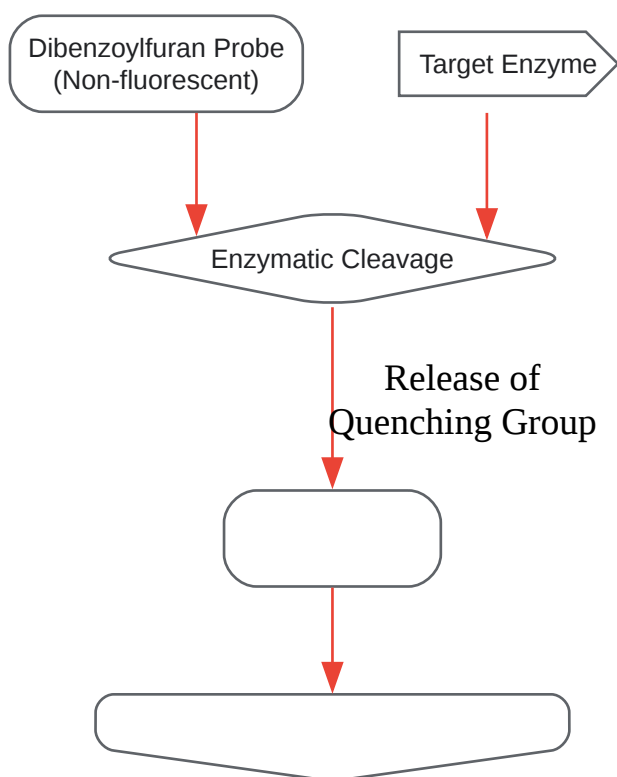 Dibenzoylfuran Probe
(Non-fluorescent)
Target Enzyme
Enzymatic Cleavage
Release of
Quenching Group